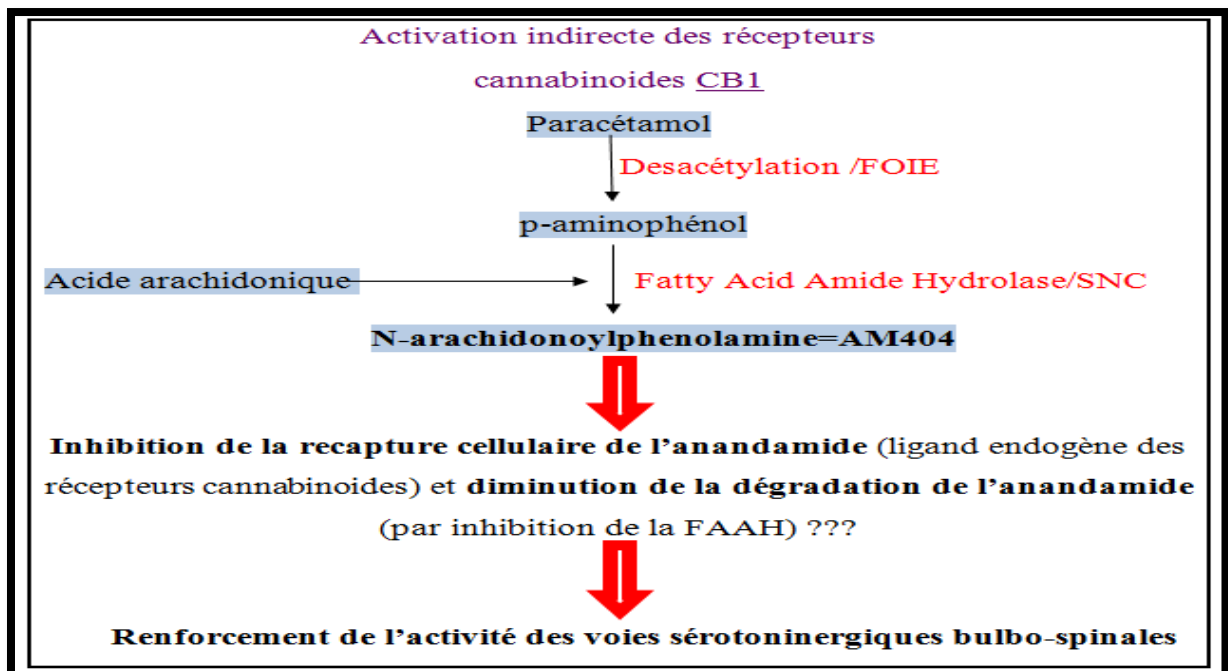 Activation indirecte des récepteurs
cannabinoides CB1
Paracétamol
Desacétylation /FOIE
p-aminophénol
Acide arachidonique
Fatty Acid Amide Hydrolase/SNC
N-arachidonoylphenolamine=AM404
Inhibition de la recapture cellulaire de l’anandamide (ligand endogène des
récepteurs cannabinoides) et diminution de la dégradation de l’anandamide
(par inhibition de la FAAH) ???
Renforcement de l’activité des voies sérotoninergiques bulbo-spinales